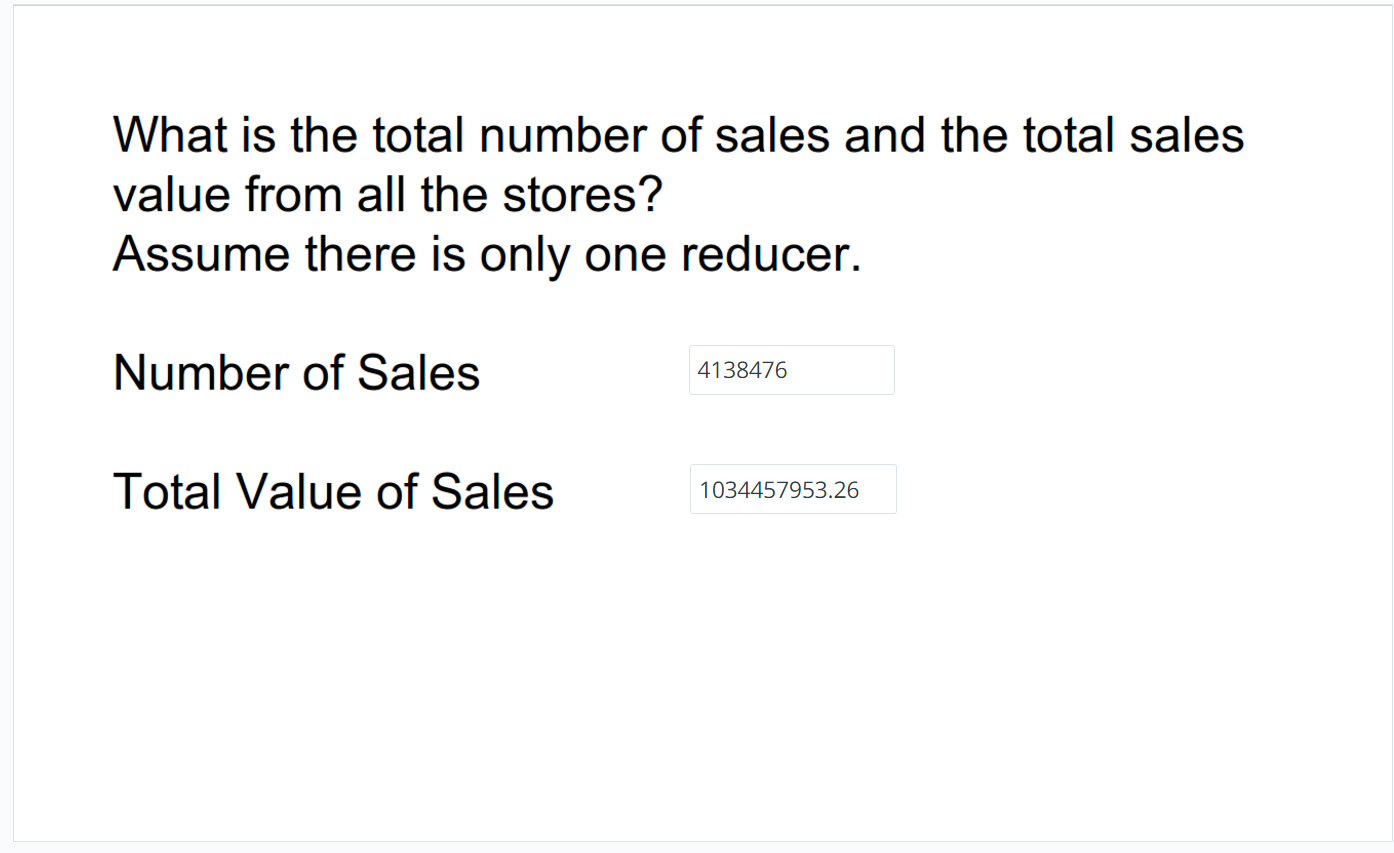 What is the total number of sales and the total sales
value from all the stores?
Assume there is only one reducer.
Number of Sales 4138476
Total Value of Sales 1034457953.26